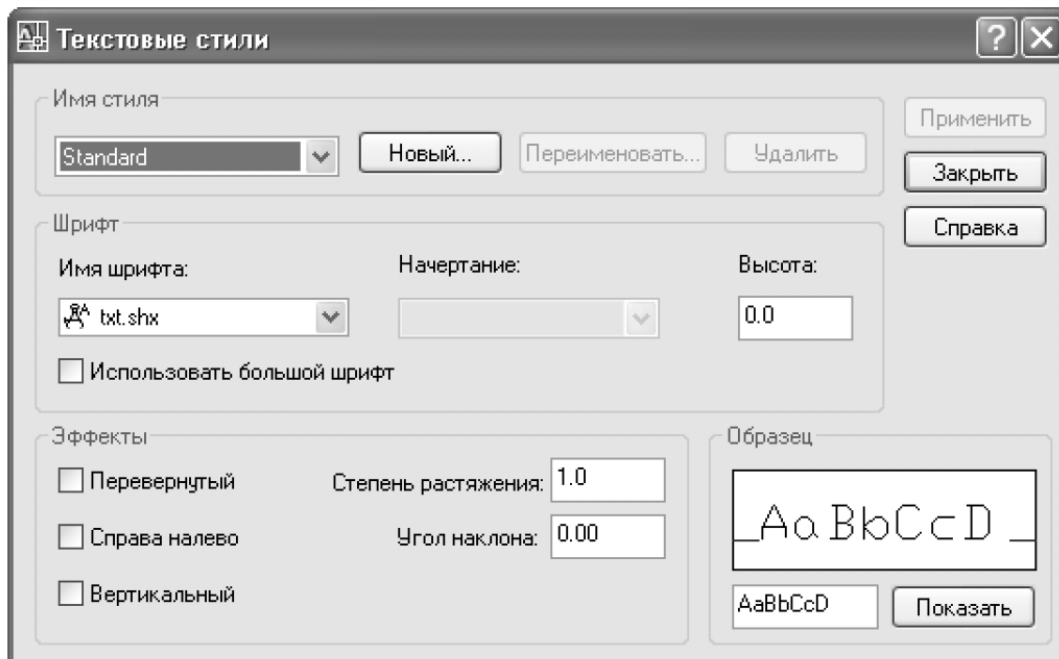 Текстовые стили
Имя стиля
Standard
Новый...
Переименовать...
Удалить
Применить
Закрыть
Справка
Шрифт
Имя шрифта:
Начертание:
Высота:
txt.shx
0.0
Использовать большой шрифт
Эффекты
Перевернутый
Степень растяжения: 1.0
Справа налево
Угол наклона: 0.00
Вертикальный
Образец
AaBbCcD
AaBbCcD
Показать